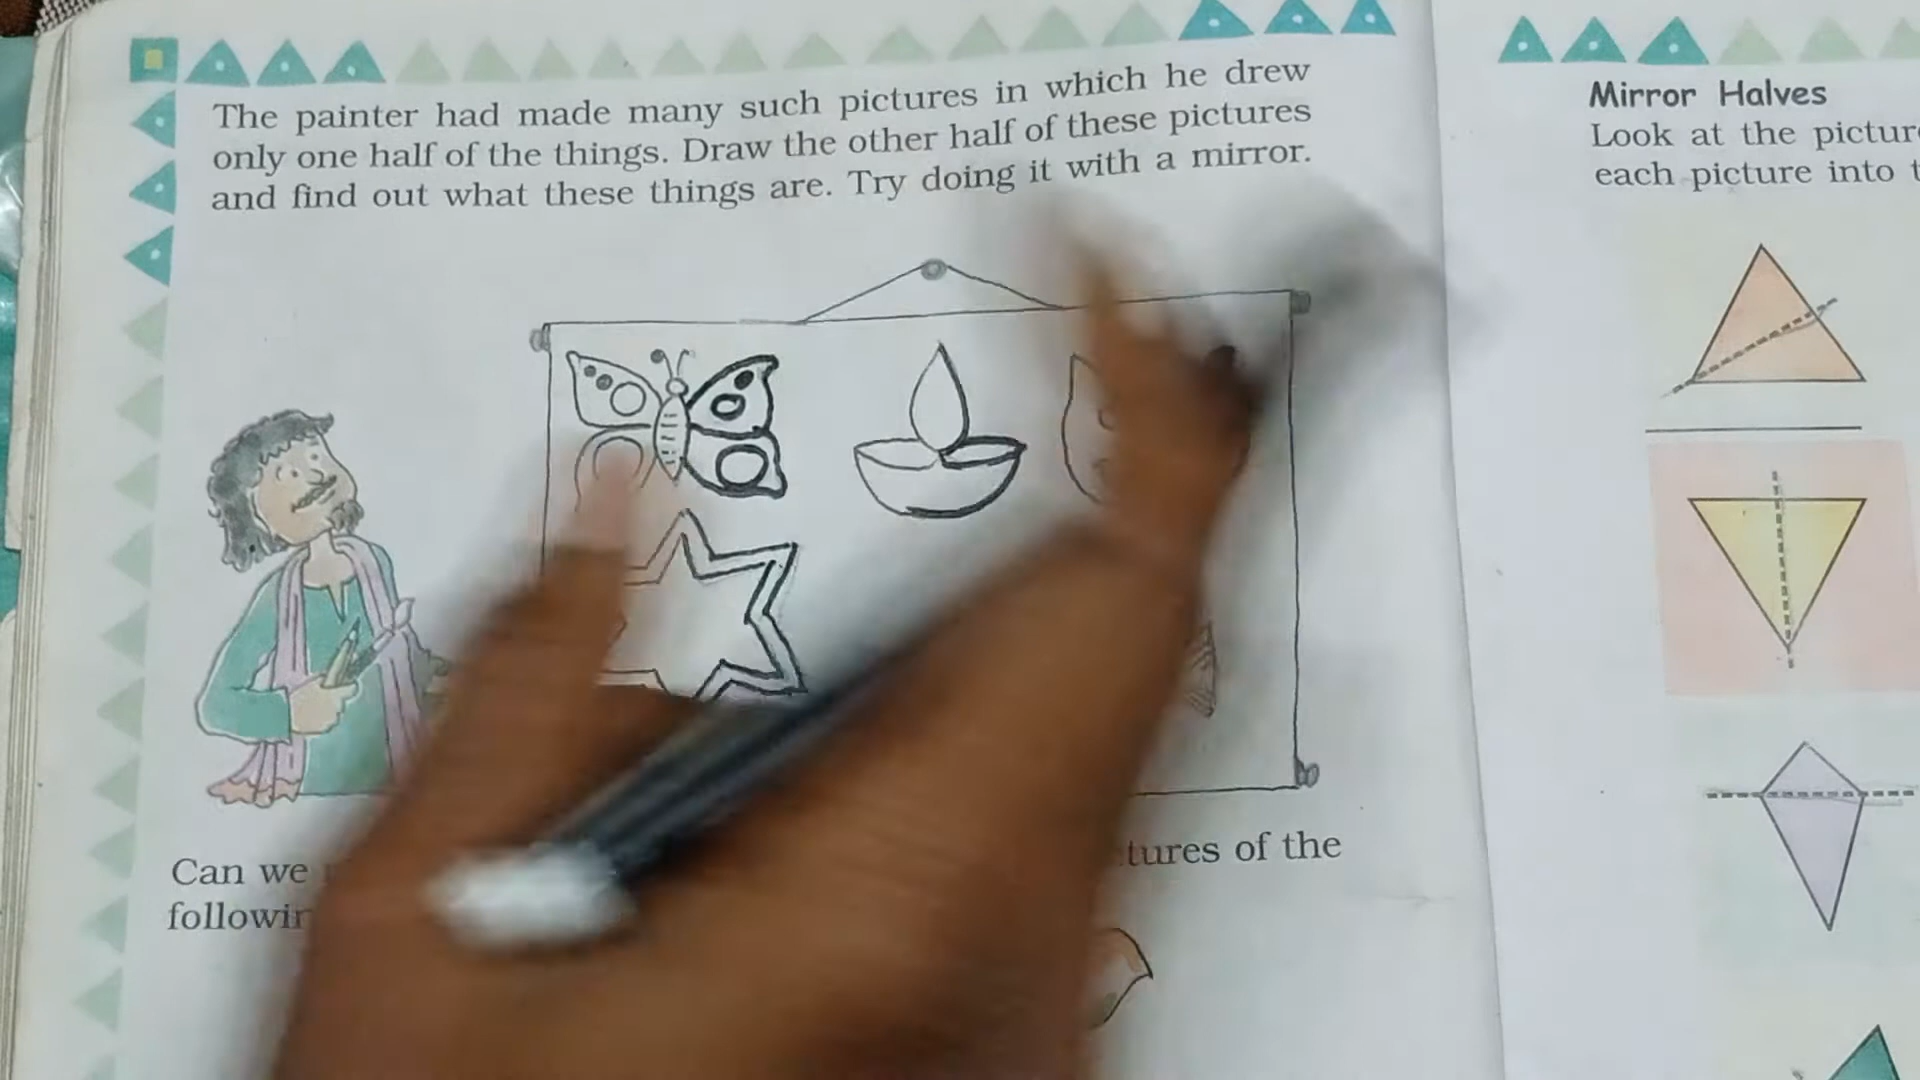 The painter had made many such pictures in which he drew
only one half of the things. Draw the other half of these pictures
and find out what these things are. Try doing it with a mirror.
Can we
tures of the
Mirror Halves
Look at the
each picture into